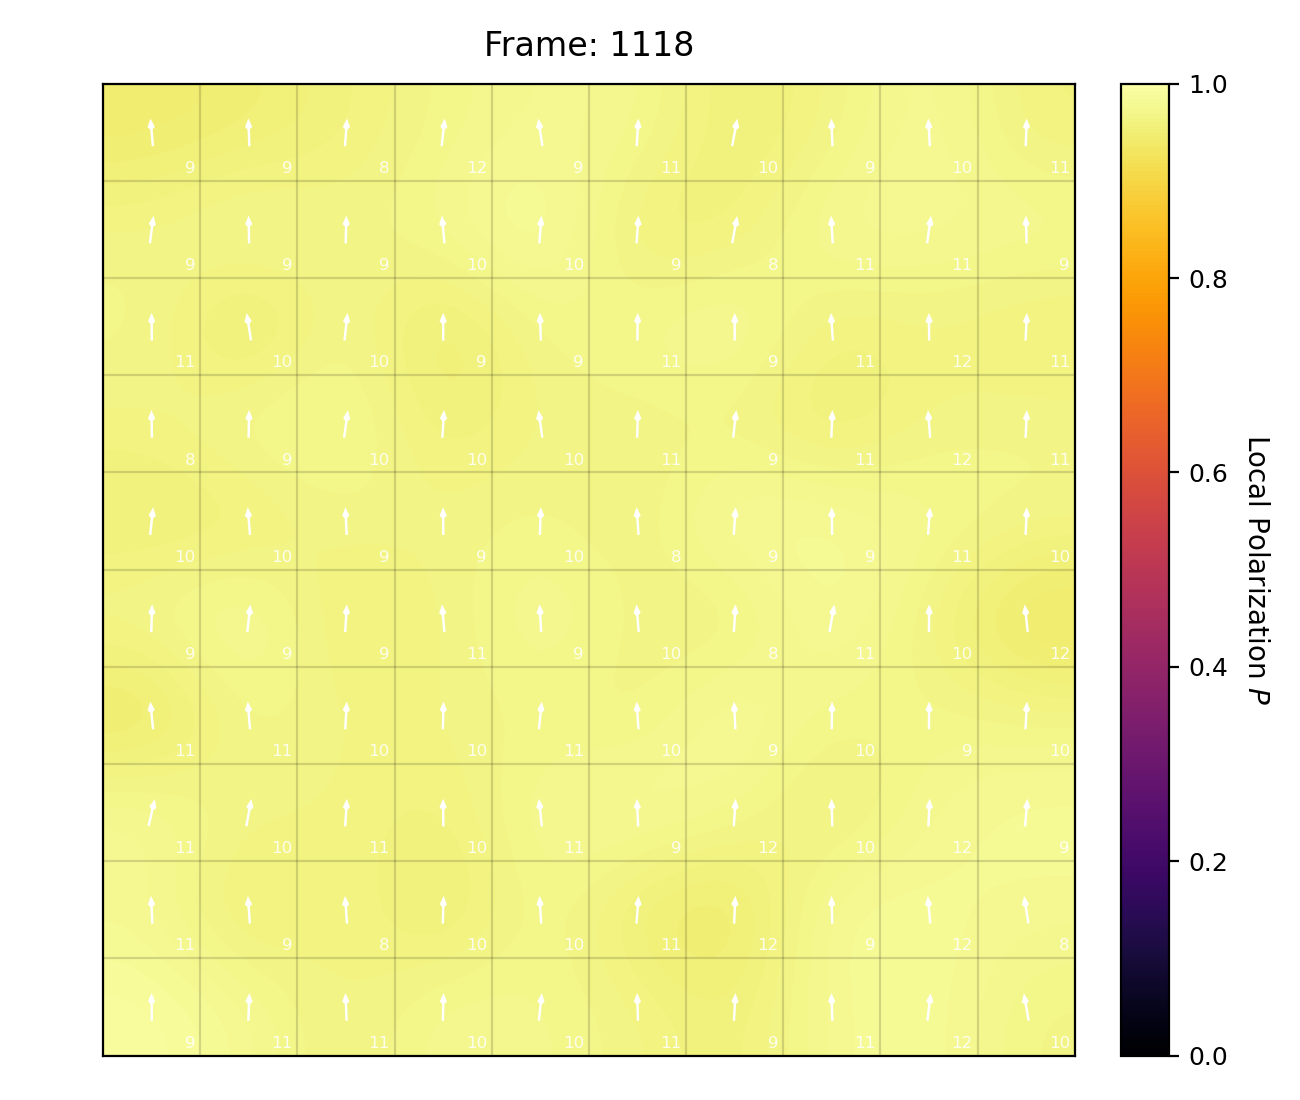 Frame: 1118
9 9 8 12 9 11 10 9 10 11
9 9 9 10 10 9 8 11 11 9
11 10 10 9 9 11 9 11 12 11
8 9 10 10 10 11 9 11 12 11
10 10 9 9 10 8 9 9 11 10
9 9 9 11 9 10 8 11 10 12
11 11 10 10 11 10 9 10 9 10
11 10 11 10 11 9 12 10 12 9
11 9 8 10 10 11 12 9 12 8
9 11 11 10 10 11 9 11 12 10
1.0
0.8
0.6
0.4
0.2
0.0
Local Polarization P